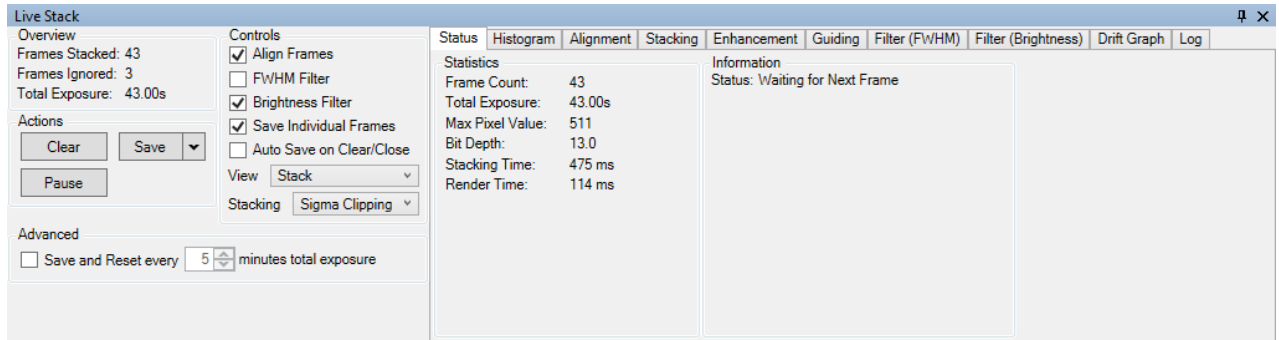 Live Stack
Overview
Frames Stacked: 43
Frames Ignored: 3
Total Exposure: 43.00s
Actions
Clear
Save
Pause
Controls
Align Frames
FWHM Filter
Brightness Filter
Save Individual Frames
Auto Save on Clear/Close
View Stack
Stacking Sigma Clipping
Advanced
Save and Reset every 5 minutes total exposure
Status Histogram Alignment Stacking Enhancement Guiding Filter (FWHM) Filter (Brightness) Drift Graph Log
Statistics
Frame Count: 43
Total Exposure: 43.00s
Max Pixel Value: 511
Bit Depth: 13.0
Stacking Time: 475 ms
Render Time: 114 ms
Information
Status: Waiting for Next Frame